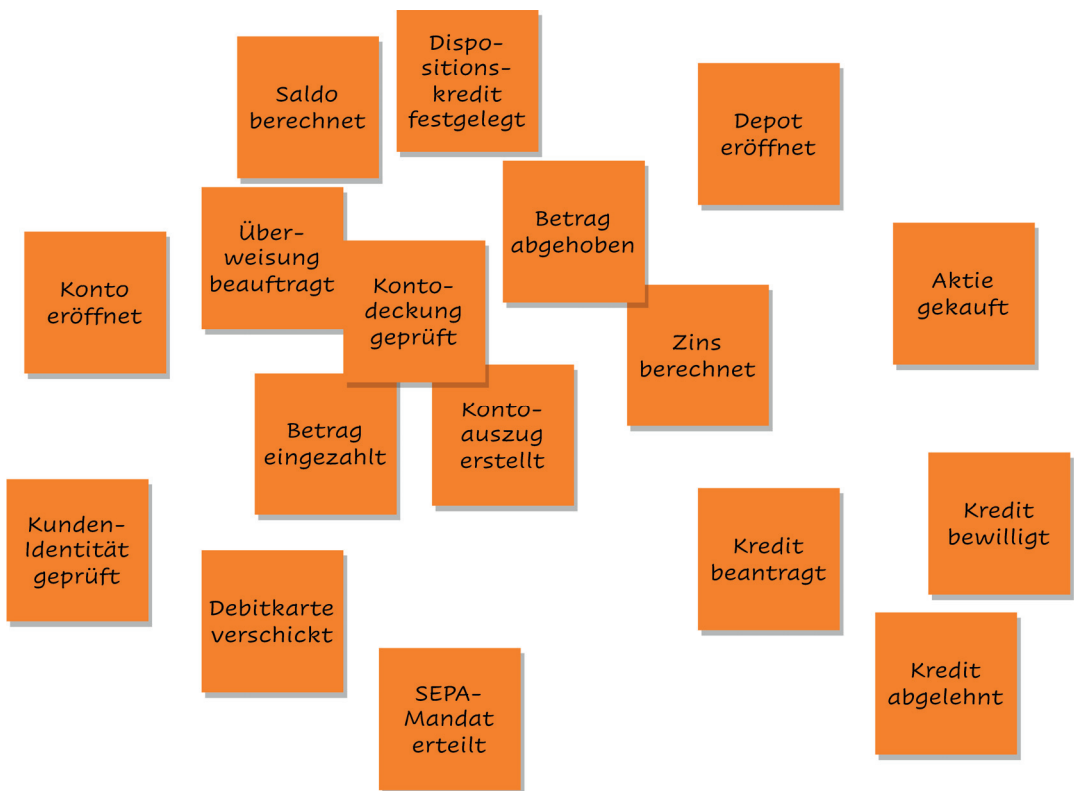 Dispo-
sitions-
kredit
festgelegt
Saldo
berechnet
Depot
eröffnet
Betrag
abgehoben
Über-
weisung
beauftragt
Konto
eröffnet
Konto-
deckung
geprüft
Aktie
gekauft
Zins
berechnet
Betrag
eingezahlt
Konto-
auszug
erstellt
Kunden-
Identität
geprüft
Kredit
beantragt
Kredit
bewilligt
Debitkarte
verschickt
Kredit
abgelehnt
SEPA-
Mandat
erteilt